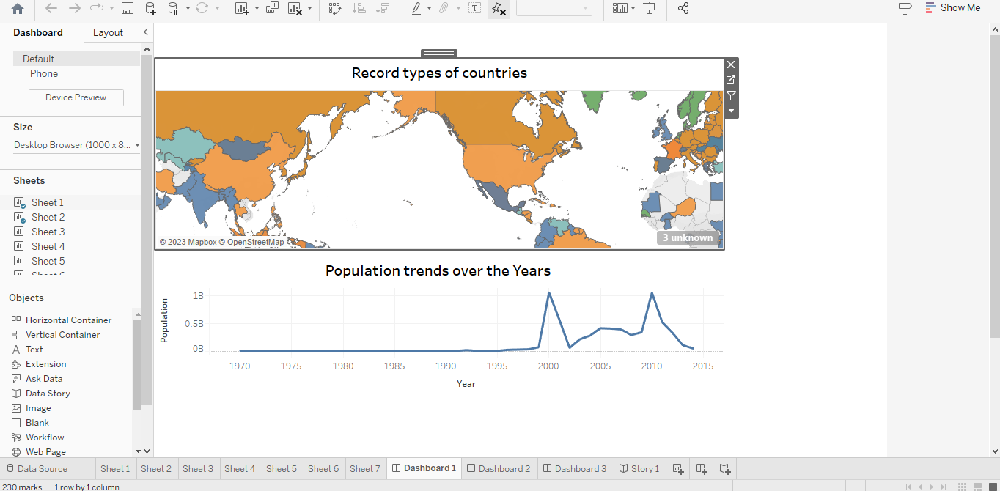 Show Me
Dashboard
Layout
Default
Phone
Device Preview
Size
Desktop Browser (1000 x 8...
Sheets
Sheet 1
Sheet 2
Sheet 3
Sheet 4
Sheet 5
Objects
Horizontal Container
Vertical Container
Text
Extension
Ask Data
Data Story
Image
Blank
Workflow
Web Page
Record types of countries
© 2023 Mapbox © OpenStreetMap
3 unknown
Population trends over the Years
Population
1B
0.5B
0B
1970 1975 1980 1985 1990 1995 2000 2005 2010 2015
Year
Data Source Sheet 1 Sheet 2 Sheet 3 Sheet 4 Sheet 5 Sheet 6 Sheet 7 Dashboard 1 Dashboard 2 Dashboard 3 Story 1
230 marks 1 row by 1 column